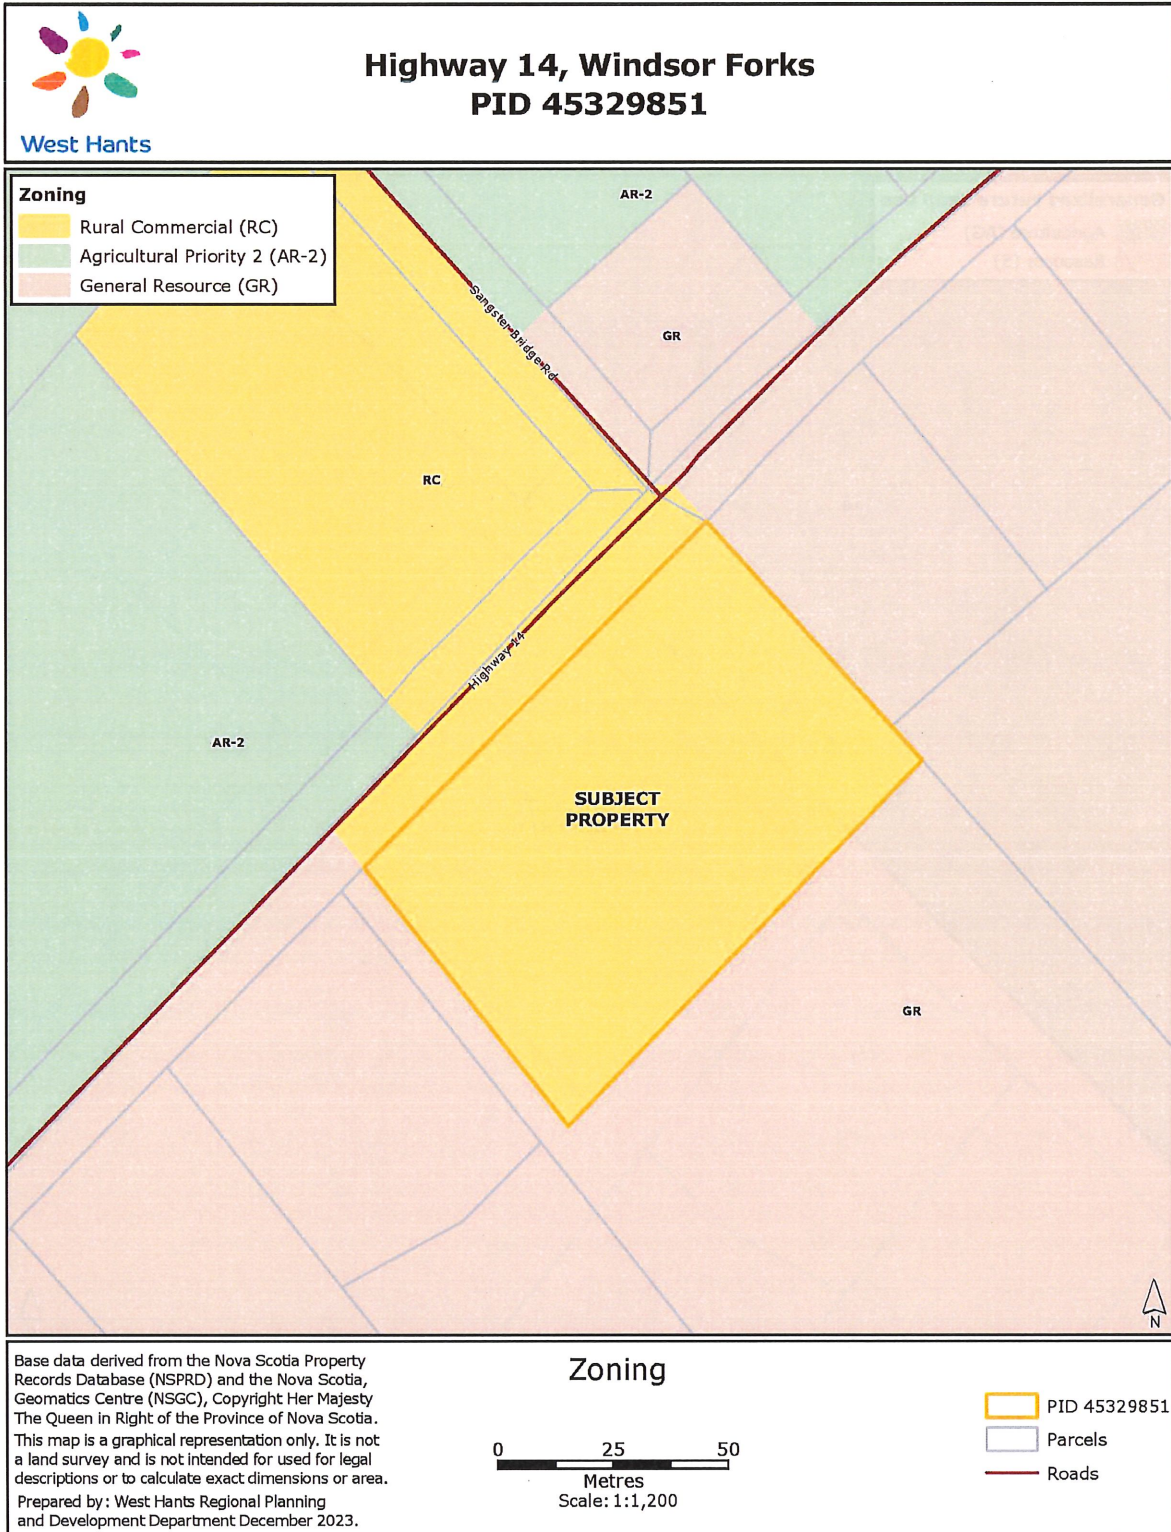 West Hants
Highway 14, Windsor Forks
PID 45329851
Zoning
Rural Commercial (RC)
Agricultural Priority 2 (AR-2)
General Resource (GR)
AR-2
GR
Sangster Bridge Rd
RC
Highway 14
AR-2
SUBJECT
PROPERTY
GR
N
Base data derived from the Nova Scotia Property
Records Database (NSPRD) and the Nova Scotia,
Geomatics Centre (NSGC), Copyright Her Majesty
The Queen in Right of the Province of Nova Scotia.
This map is a graphical representation only. It is not
a land survey and is not intended for used for legal
descriptions or to calculate exact dimensions or area.
Prepared by: West Hants Regional Planning
and Development Department December 2023.
Zoning
0 25 50
Metres
Scale: 1:1,200
PID 45329851
Parcels
Roads